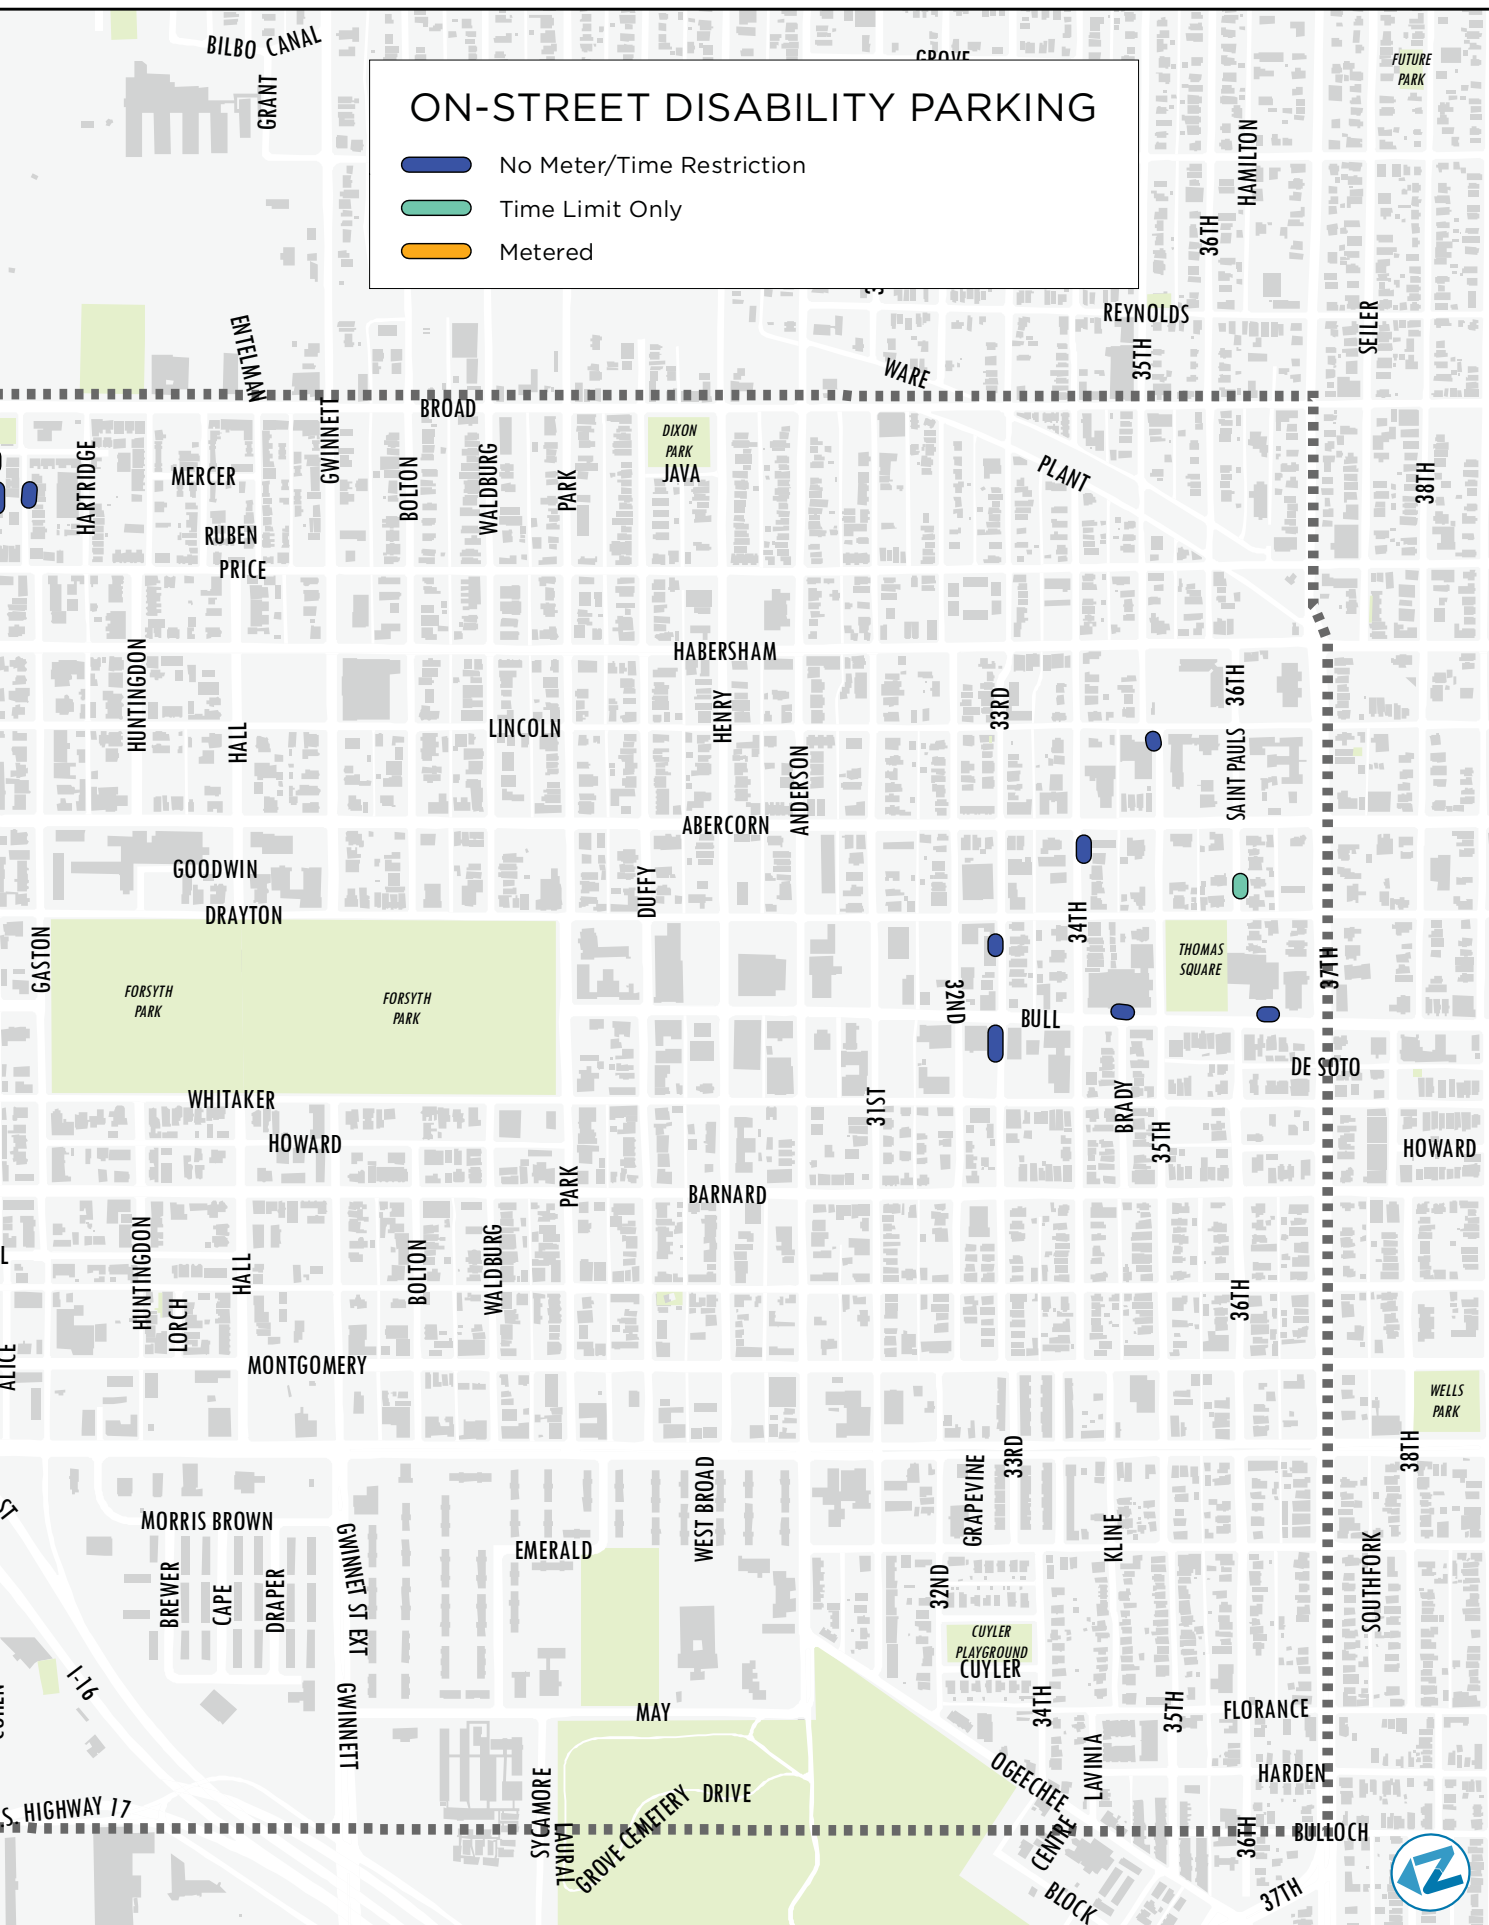 BILBO CANAL
GRANT
GROVE
FUTURE
PARK
ON-STREET DISABILITY PARKING
No Meter/Time Restriction
Time Limit Only
Metered
HAMILTON
36TH
REYNOLDS
SEILER
35TH
ENTELMAN
WARE
BROAD
GWINNETT
DIXON
PARK
JAVA
HARTRIDGE
MERCER
BOLTON
WALDBURG
PARK
PLANT
38TH
RUBEN
PRICE
HABERSHAM
HUNTINGDON
36TH
33RD
HENRY
LINCOLN
HALL
SAINT PAULS
ANDERSON
ABERCORN
GOODWIN
DUFFY
DRAYTON
34TH
GASTON
THOMAS
SQUARE
37TH
FORSYTH
PARK
FORSYTH
PARK
32ND
BULL
DE SOTO
WHITAKER
31ST
BRADY
35TH
HOWARD
HOWARD
PARK
BARNARD
L
HUNTINGDON
HALL
BOLTON
WALDBURG
36TH
LORCH
ALICE
MONTGOMERY
WELLS
PARK
38TH
33RD
GRAPEVINE
WEST BROAD
ST
MORRIS BROWN
KLINE
EMERALD
GWINNET ST EXT
BREWER
CAPE
DRAPER
32ND
SOUTHFORK
CUYLER
PLAYGROUND
CUYLER
I-16
34TH
35TH
FLORANCE
MAY
GWINNETT
LAVINIA
OGEECHEE
HARDEN
DRIVE
S. HIGHWAY 17
SYCAMORE
LAURAL
GROVE CEMETERY
CENTRE
36TH
BULLOCH
BLOCK
37TH
Z